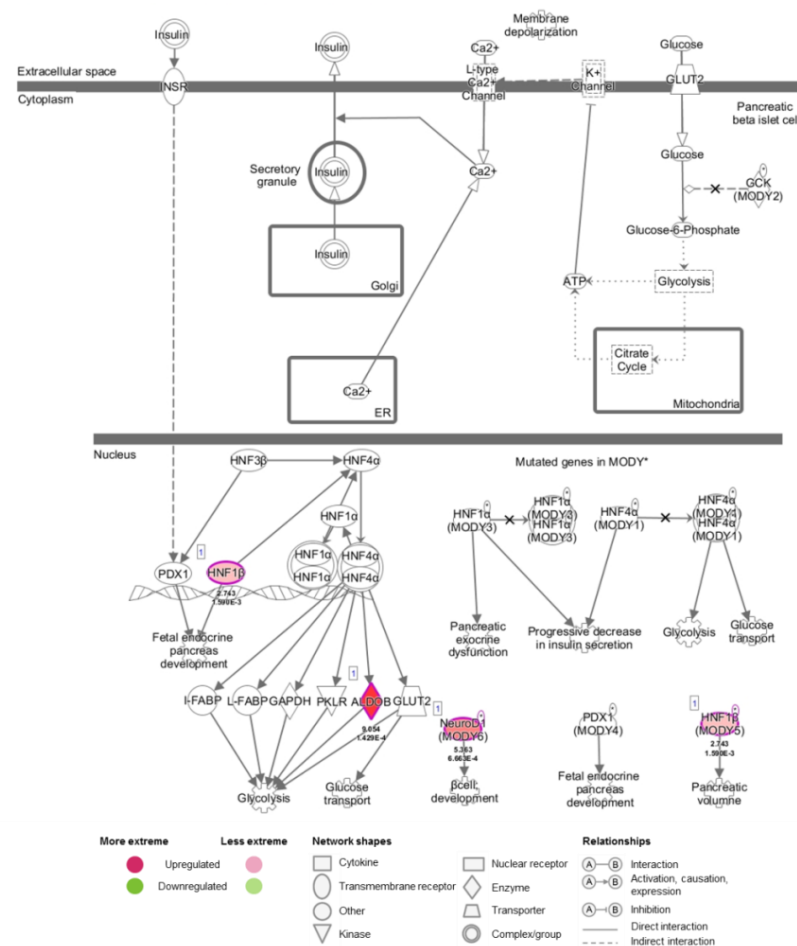 Membrane
depolarization
Insulin
Insulin
Ca2+
Glucose
Extracellular space
INSR
L-type
Ca2+
Channel
K+
Channel
GLUT2
Cytoplasm
Pancreatic
beta islet cell
Secretory
granule
Insulin
Ca2+
Glucose
GCK
(MODY2)
Glucose-6-Phosphate
Insulin
Golgi
ATP
Glycolysis
Citrate
Cycle
Mitochondria
Ca2+
ER
Nucleus
HNF3β
HNF4α
Mutated genes in MODY*
HNF1α
HNF1α
(MODY3)
HNF1α
(MODY3)
HNF1α
(MODY3)
HNF4α
(MODY1)
HNF4α
(MODY1)
HNF4α
(MODY1)
1
PDX1
HNF1β
2.743
1.590E-3
HNF1α
HNF1α
HNF4α
HNF4α
Fetal endocrine
pancreas
development
Pancreatic
exocrine
dysfunction
Progressive decrease
in insulin secretion
Glycolysis
Glucose
transport
1
I-FABP
L-FABP
GAPDH
PKLR
ALDOB
GLUT2
9.054
1.429E-4
1
NeuroD1
(MODY6)
5.363
6.663E-4
PDX1
(MODY4)
1
HNF1β
(MODY5)
2.743
1.590E-3
Glycolysis
Glucose
transport
βcell
development
Fetal endocrine
pancreas
development
Pancreatic
volumne
More extreme
Less extreme
Upregulated
Downregulated
Network shapes
Cytokine
Transmembrane receptor
Other
Kinase
Nuclear receptor
Enzyme
Transporter
Complex/group
Relationships
A B Interaction
A B Activation, causation,
expression
A B Inhibition
Direct interaction
Indirect interaction